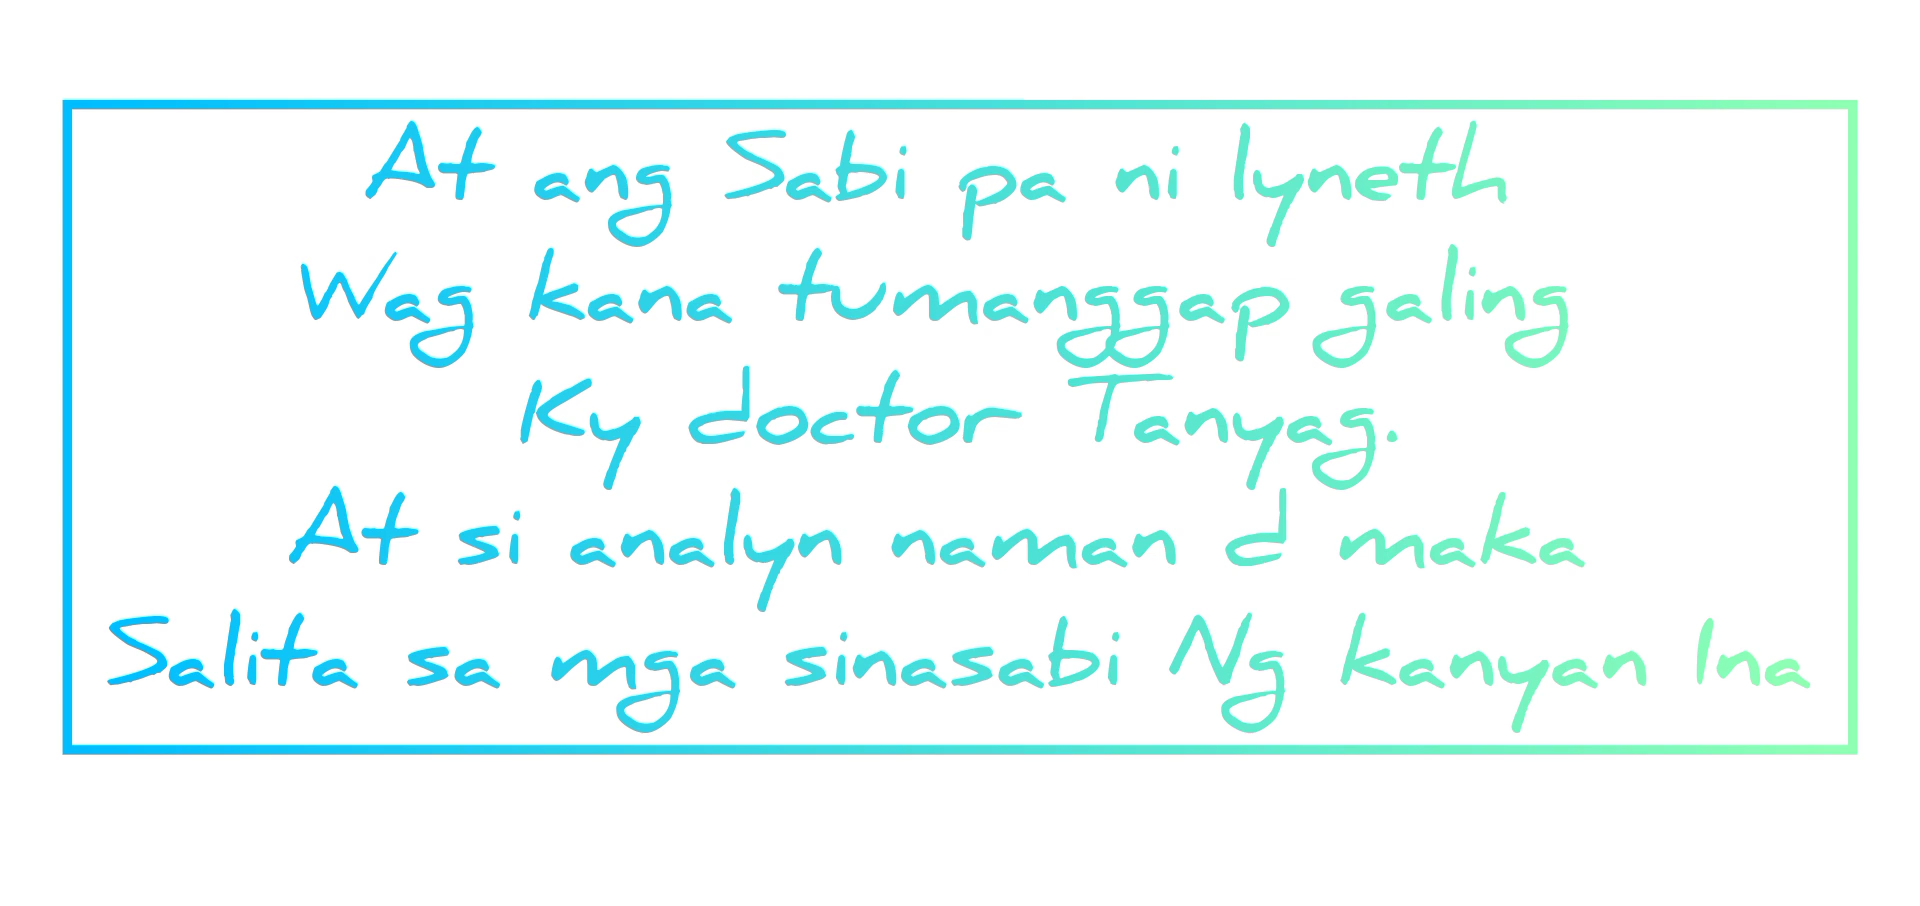 At ang Sabi pa ni lyneth
Wag kana tumanggap galing
Ky doctor Tanyag.
At si analyn naman d maka
Salita sa mga sinasabi Ng kanyan Ina